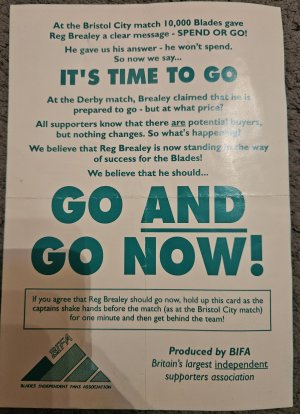 At the Bristol City match 10,000 Blades gave
Reg Brealey a clear message - SPEND OR GO!
He gave us his answer - he won't spend.
So now we say...
IT'S TIME TO GO
At the Derby match, Brealey claimed that he is
prepared to go - but at what price?
All supporters know that there are potential buyers,
but nothing changes. So what's happening?
We believe that Reg Brealey is now standing in the way
of success for the Blades!
We believe that he should...
GO AND
GO NOW!
If you agree that Reg Brealey should go now, hold up this card as the
captains shake hands before the match (as at the Bristol City match)
for one minute and then get behind the team!
BIFA
BLADES INDEPENDENT FANS ASSOCIATION
Produced by BIFA
Britain's largest independent
supporters association